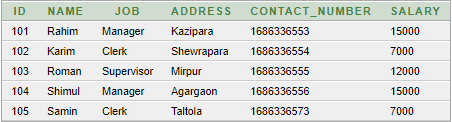 ID NAME JOB ADDRESS CONTACT_NUMBER SALARY
101 Rahim Manager Kazipara 1686336553 15000
102 Karim Clerk Shewrapara 1686336554 7000
103 Roman Supervisor Mirpur 1686336555 12000
104 Shimul Manager Agargaon 1686336556 15000
105 Samin Clerk Taltola 1686336573 7000